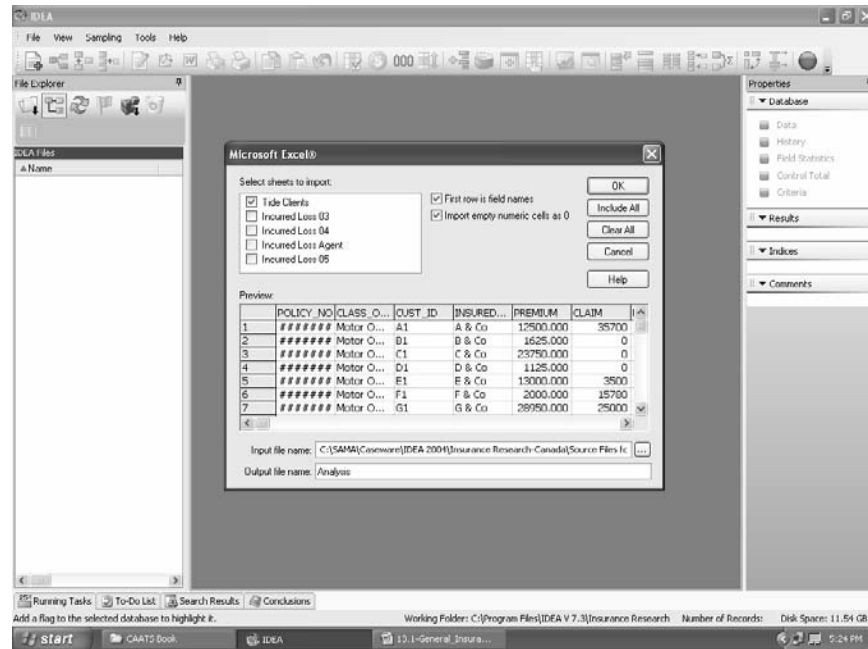 IDEA
File View Sampling Tools Help
000
File Explorer
IDEA Files
Name
Microsoft Excel®
Select sheets to import:
Tide Clients
Incurred Loss 03
Incurred Loss 04
Incurred Loss Agent
Incurred Loss 05
First row is field names
Import empty numeric cells as 0
OK
Include All
Clear All
Cancel
Help
Preview:
POLICY_NO CLASS_O... CUST_ID INSURED... PREMIUM CLAIM
1 ####### Motor O... A1 A & Co 12500.000 35700
2 ####### Motor O... B1 B & Co 1625.000 0
3 ####### Motor O... C1 C & Co 23750.000 0
4 ####### Motor O... D1 D & Co 1125.000 0
5 ####### Motor O... E1 E & Co 13000.000 3500
6 ####### Motor O... F1 F & Co 2000.000 15780
7 ####### Motor O... G1 G & Co 28950.000 25000
Input file name: C:\SAMA\Caseware\IDEA 2004\Insurance Research-Canada\Source Files fc ...
Output file name: Analysis
Properties
Database
Data
History
Field Statistics
Control Total
Criteria
Results
Indices
Comments
Running Tasks To-Do List Search Results Conclusions
Add a flag to the selected database to highlight it. Working Folder: C:\Program Files\IDEA V 7.3\Insurance Research Number of Records: Disk Space: 11.54 GB
start CAATS Book IDEA 13.1-General_Insura... 5:24 PM